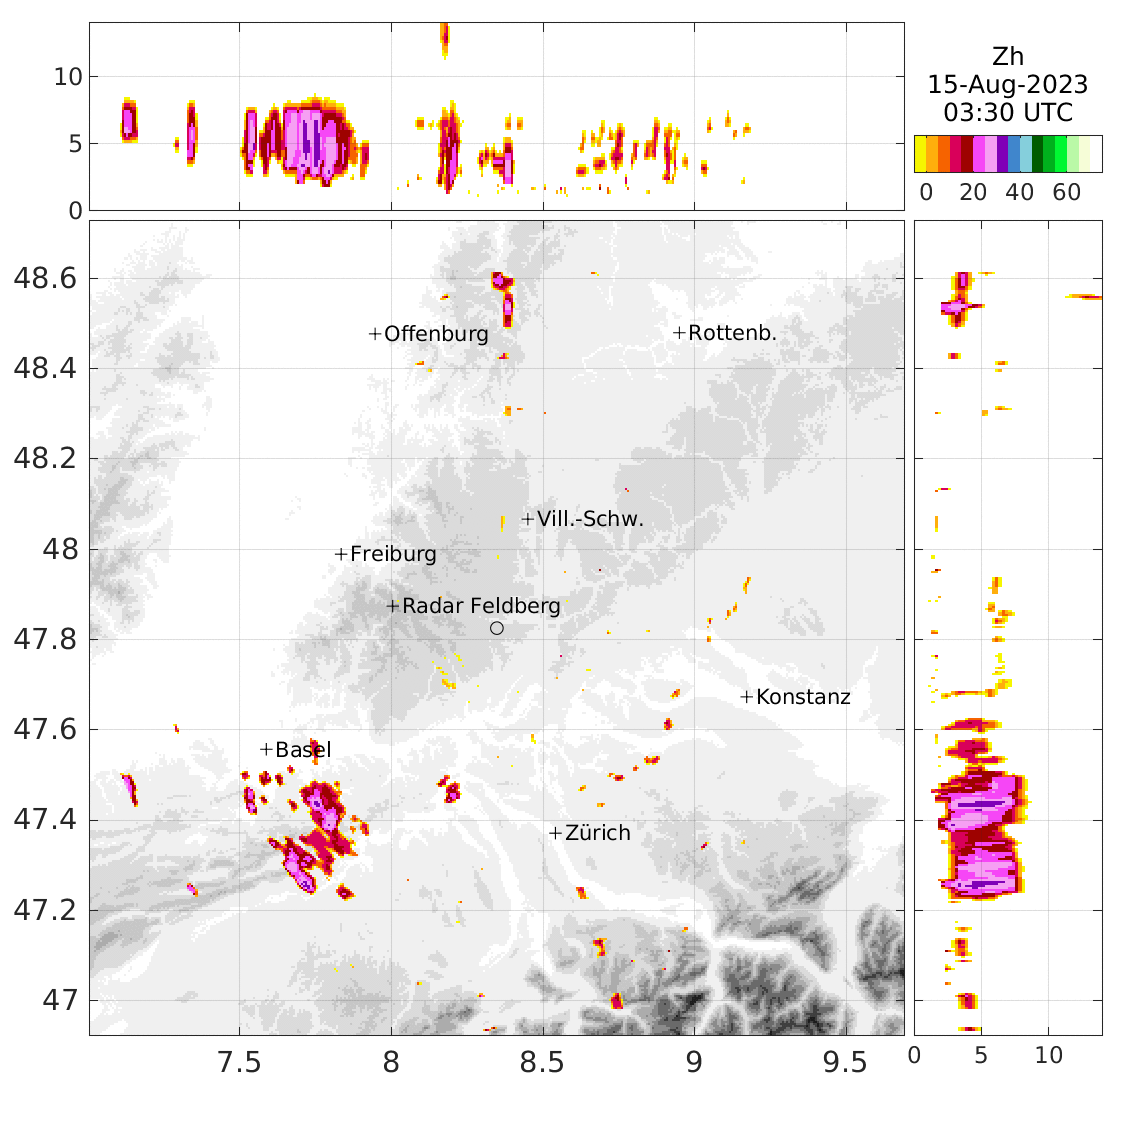 10
5
0
Zh
15-Aug-2023
03:30 UTC
0 20 40 60
48.6
48.4
48.2
48
47.8
47.6
47.4
47.2
47
Offenburg
Rottenb.
Vill.-Schw.
Freiburg
Radar Feldberg
Konstanz
Basel
Zürich
7.5 8 8.5 9 9.5
0 5 10